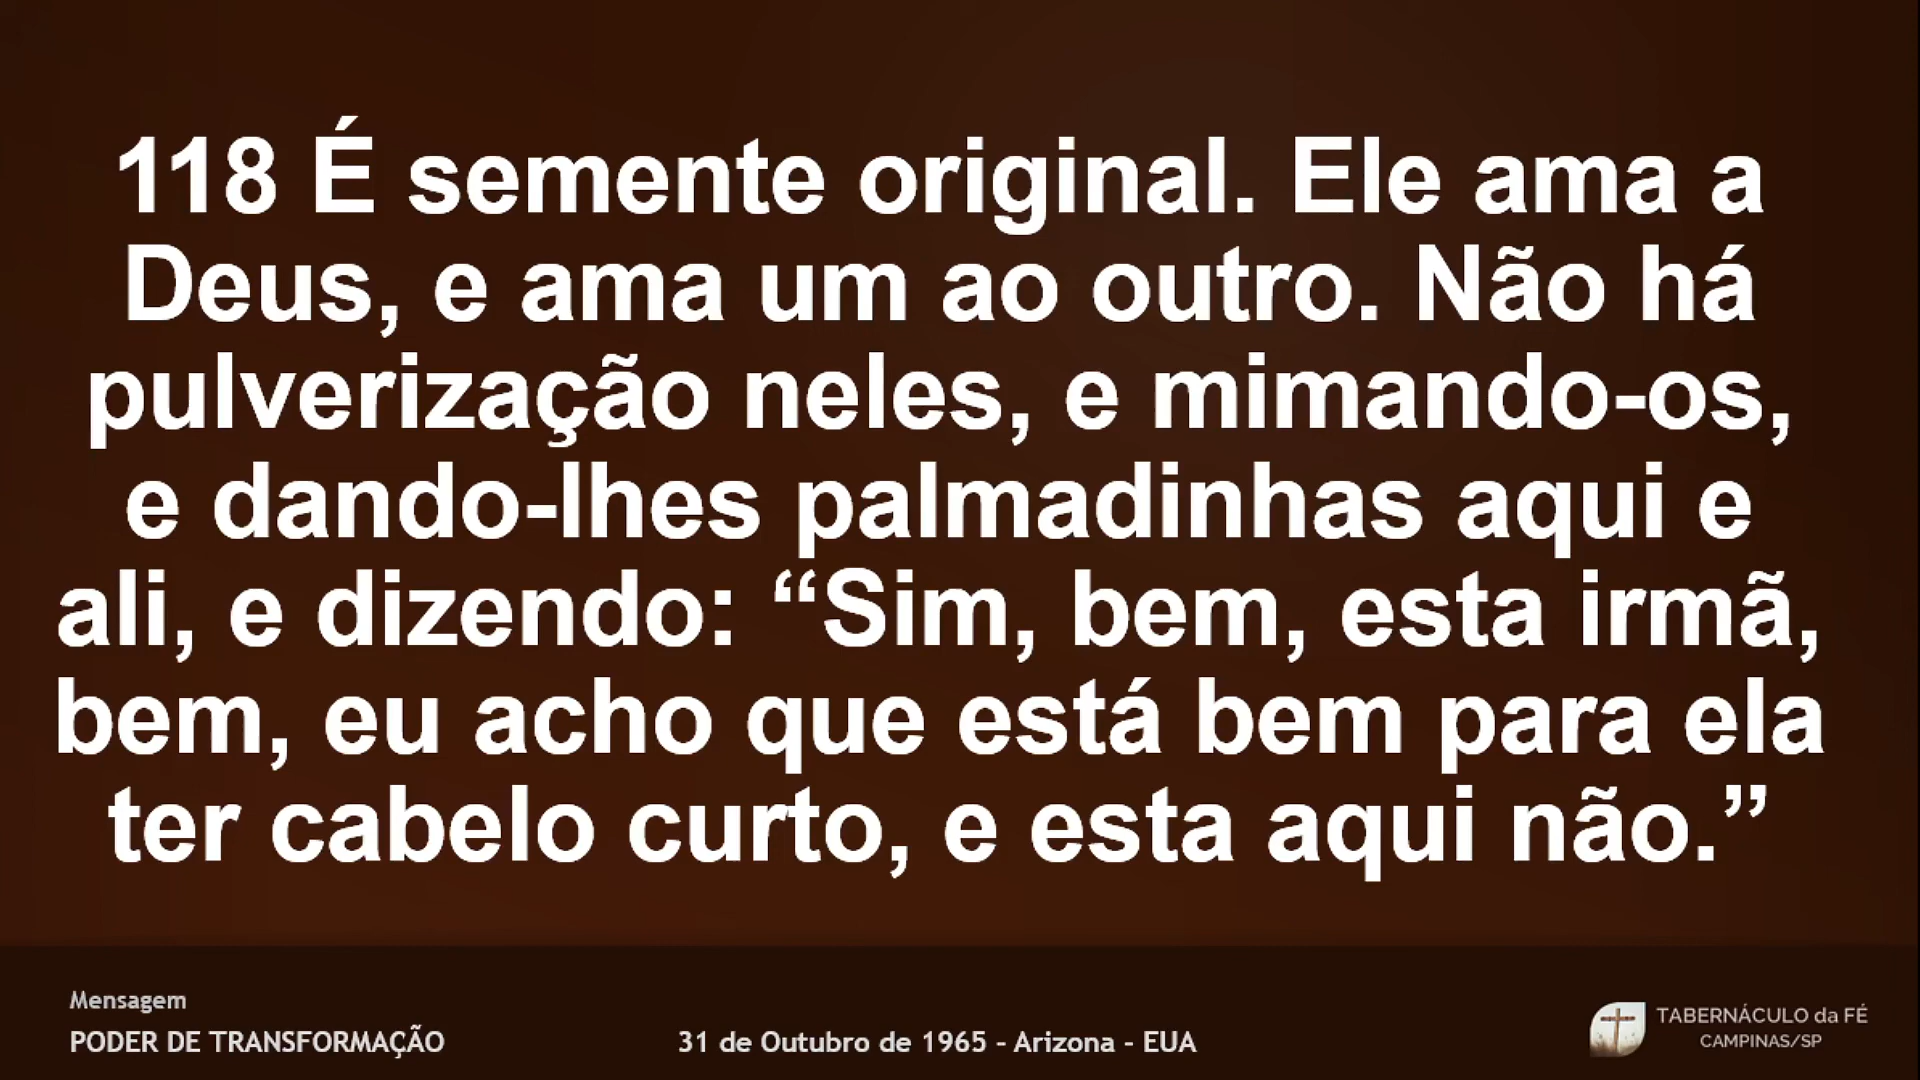 118 É semente original. Ele ama a
Deus, e ama um ao outro. Não há
pulverização neles, e mimando-os,
e dando-lhes palmadinhas aqui e
ali, e dizendo: “Sim, bem, esta irmã,
bem, eu acho que está bem para ela
ter cabelo curto, e esta aqui não.”
Mensagem
PODER DE TRANSFORMAÇÃO
31 de Outubro de 1965 - Arizona - EUA
TABERNÁCULO da FÉ
CAMPINAS/SP